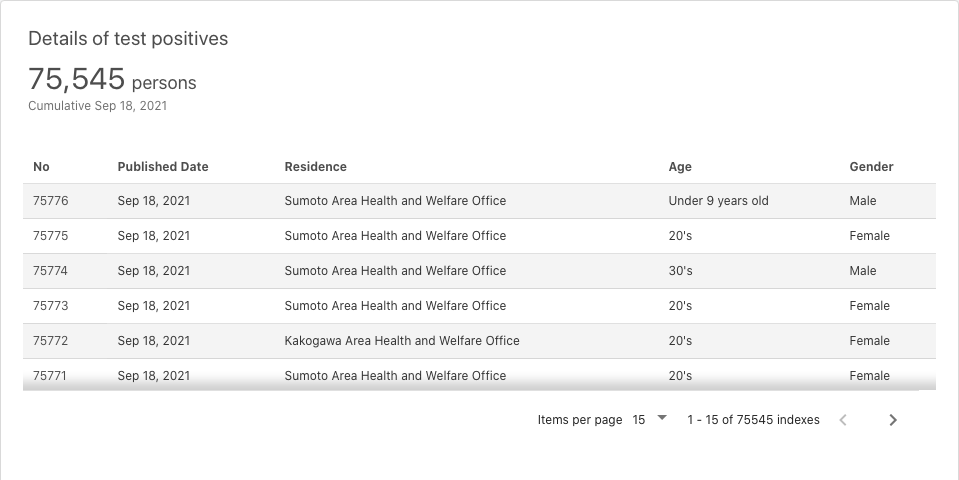 Details of test positives
75,545 persons
Cumulative Sep 18, 2021
No Published Date Residence Age Gender
75776 Sep 18, 2021 Sumoto Area Health and Welfare Office Under 9 years old Male
75775 Sep 18, 2021 Sumoto Area Health and Welfare Office 20's Female
75774 Sep 18, 2021 Sumoto Area Health and Welfare Office 30's Male
75773 Sep 18, 2021 Sumoto Area Health and Welfare Office 20's Female
75772 Sep 18, 2021 Kakogawa Area Health and Welfare Office 20's Female
75771 Sep 18, 2021 Sumoto Area Health and Welfare Office 20's Female
Items per page 15 1 - 15 of 75545 indexes